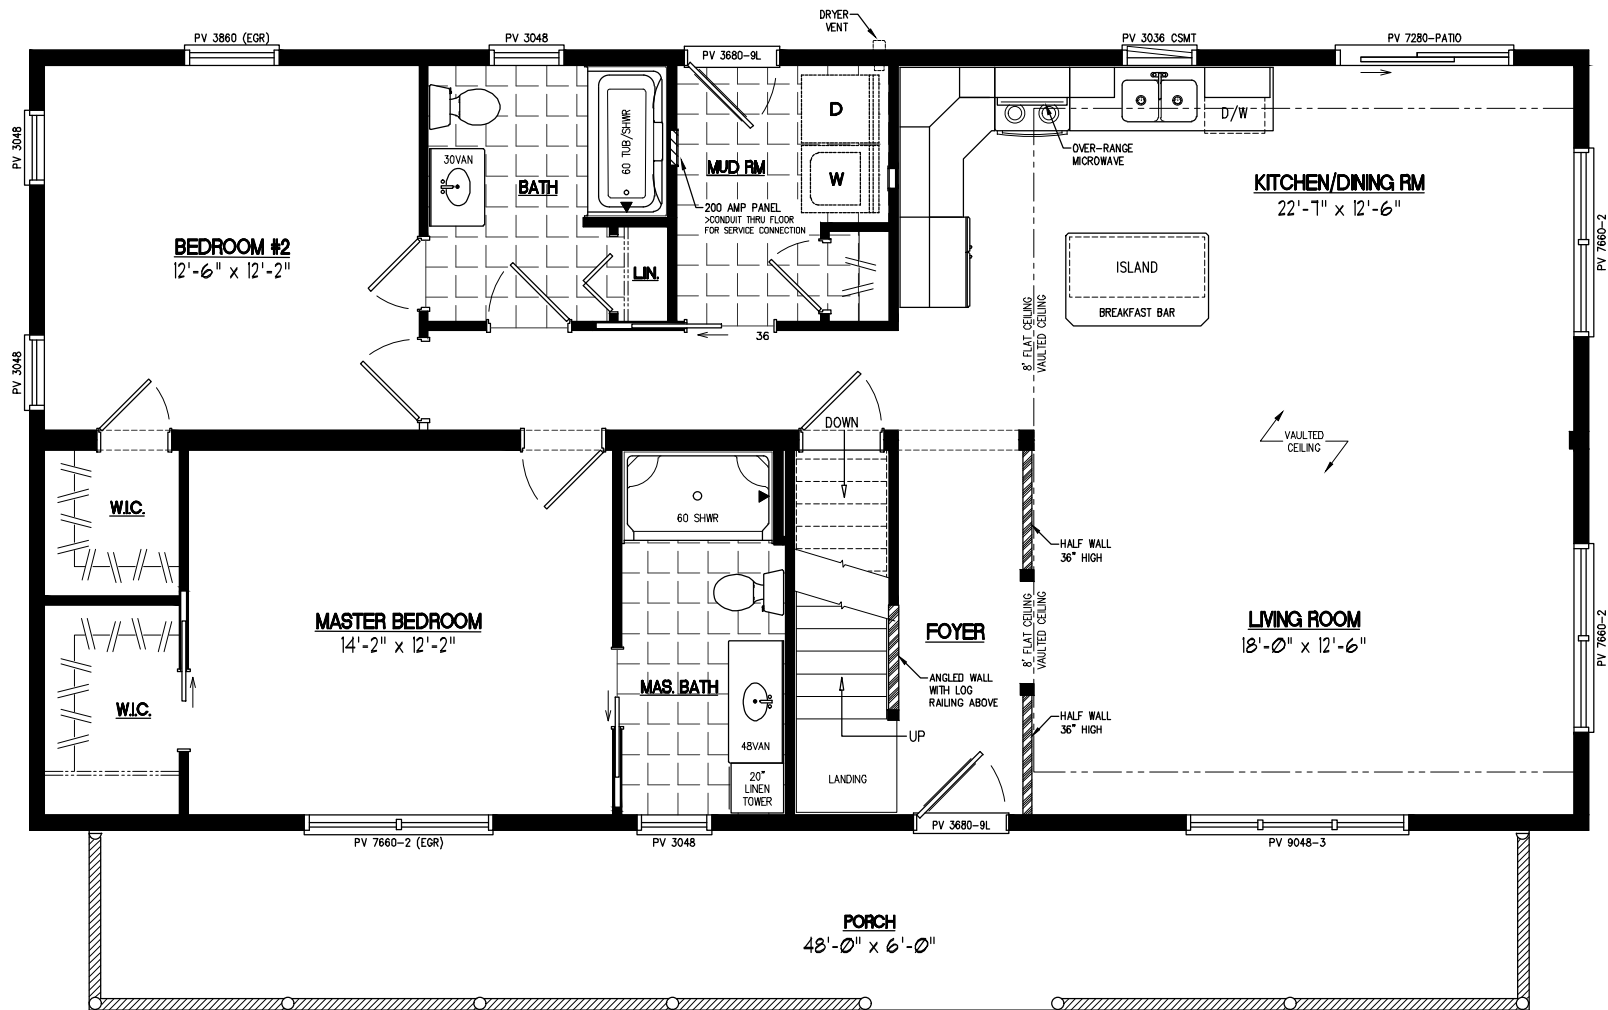 DRYER
VENT
PV 3860 (EGR)
PV 3048
PV 3680-9L
PV 3036 CSMT
PV 7280-PATIO
PV 3048
30VAN
BATH
60 TUB/SHWR
MUD RM
D
W
200 AMP PANEL
>CONDUIT THRU FLOOR
FOR SERVICE CONNECTION
D/W
OVER-RANGE
MICROWAVE
KITCHEN/DINING RM
22'-7" x 12'-6"
PV 7660-2
BEDROOM #2
12'-6" x 12'-2"
LIN.
ISLAND
BREAKFAST BAR
8' FLAT CEILING
VAULTED CEILING
PV 3048
36
DOWN
VAULTED
CEILING
W.I.C.
60 SHWR
HALF WALL
36" HIGH
MASTER BEDROOM
14'-2" x 12'-2"
FOYER
8' FLAT CEILING
VAULTED CEILING
LIVING ROOM
18'-0" x 12'-6"
PV 7660-2
W.I.C.
MAS. BATH
ANGLED WALL
WITH LOG
RAILING ABOVE
HALF WALL
36" HIGH
48VAN
UP
20"
LINEN
TOWER
LANDING
PV 7660-2 (EGR)
PV 3048
PV 3680-9L
PV 9048-3
PORCH
48'-0" x 6'-0"